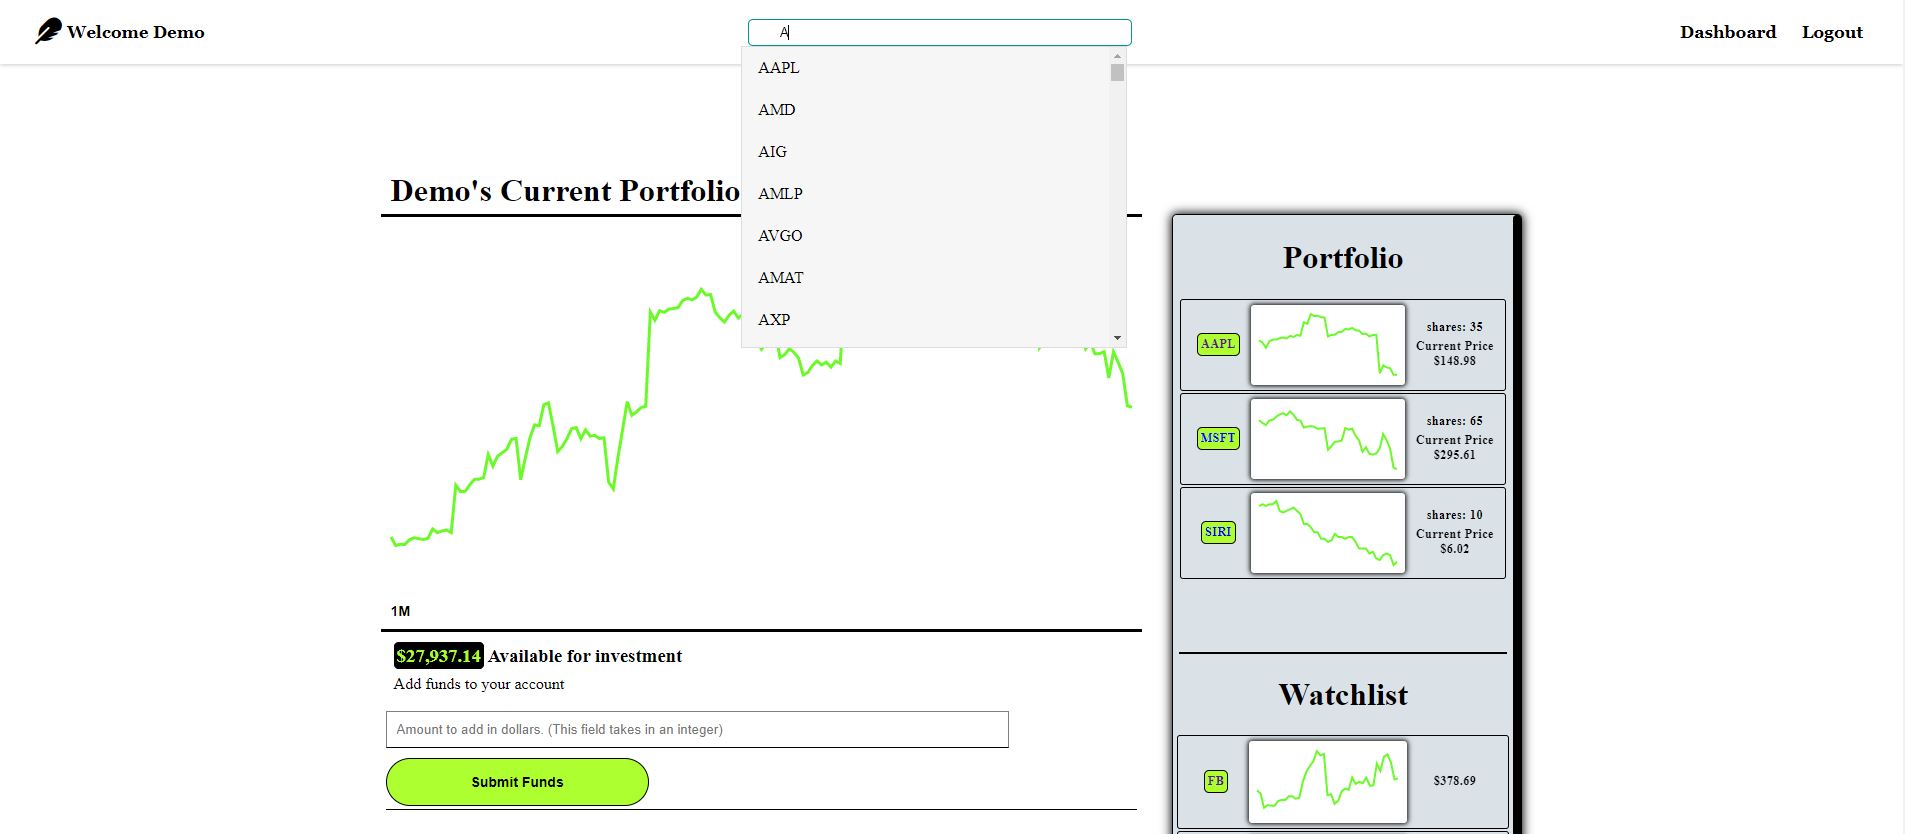 Welcome Demo
A
Dashboard
Logout
AAPL
AMD
AIG
AMLP
AVGO
AMAT
AXP
Demo's Current Portfolio
1M
$27,937.14 Available for investment
Add funds to your account
Amount to add in dollars. (This field takes in an integer)
Submit Funds
Portfolio
AAPL
shares: 35
Current Price
$148.98
MSFT
shares: 65
Current Price
$295.61
SIRI
shares: 10
Current Price
$6.02
Watchlist
FB
$378.69